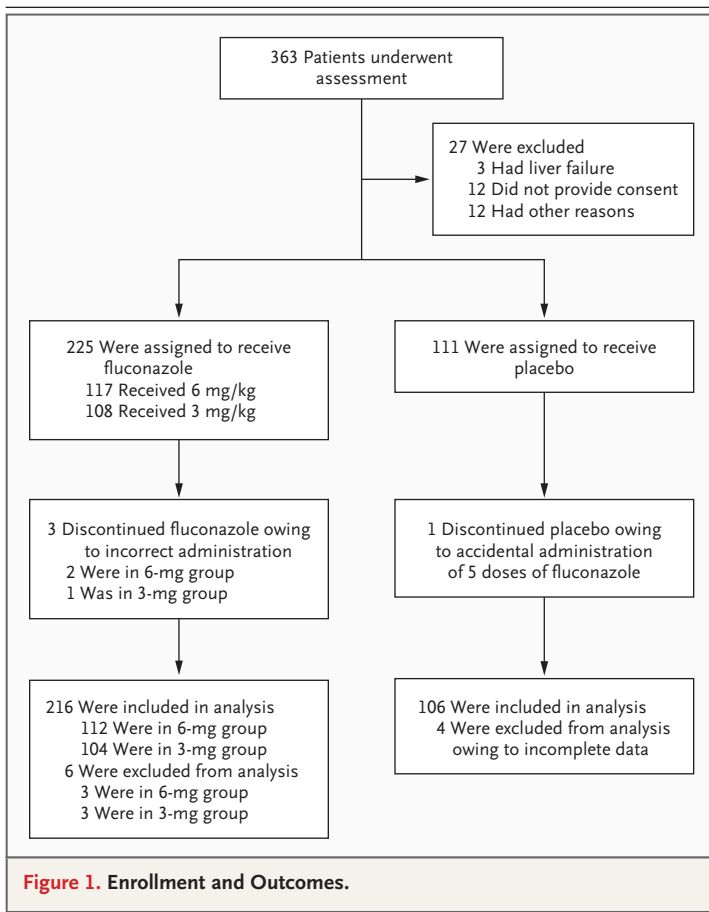 363 Patients underwent
assessment
27 Were excluded
3 Had liver failure
12 Did not provide consent
12 Had other reasons
225 Were assigned to receive
fluconazole
117 Received 6 mg/kg
108 Received 3 mg/kg
111 Were assigned to receive
placebo
3 Discontinued fluconazole owing
to incorrect administration
2 Were in 6-mg group
1 Was in 3-mg group
1 Discontinued placebo owing
to accidental administration
of 5 doses of fluconazole
216 Were included in analysis
112 Were in 6-mg group
104 Were in 3-mg group
6 Were excluded from analysis
3 Were in 6-mg group
3 Were in 3-mg group
106 Were included in analysis
4 Were excluded from analysis
owing to incomplete data
Figure 1. Enrollment and Outcomes.